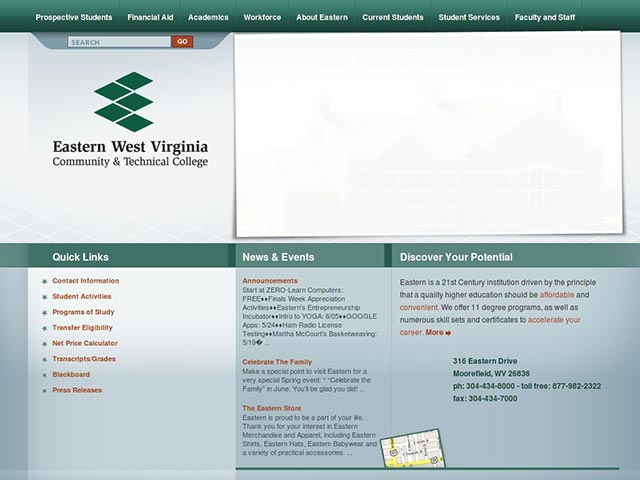 Prospective Students Financial Aid Academics Workforce About Eastern Current Students Student Services Faculty and Staff
SEARCH GO
Eastern West Virginia
Community & Technical College
Quick Links
Contact Information
Student Activities
Programs of Study
Transfer Eligibility
Net Price Calculator
Transcripts/Grades
Blackboard
Press Releases
News & Events
Announcements
Start at ZERO-Learn Computers:
FREE♦♦Finals Week Appreciation
Activities♦♦Eastern's Entrepreneurship
Incubator♦♦Intro to YOGA: 6/05♦♦GOOGLE
Apps: 5/24♦♦Ham Radio License
Testing♦♦Martha McCourt's Basketweaving:
5/19� ...
Celebrate The Family
Make a special point to visit Eastern for a
very special Spring event: " "Celebrate the
Family" in June. You'll be glad you did! ...
The Eastern Store
Eastern is proud to be a part of your life.
Thank you for your interest in Eastern
Merchandise and Apparel, including Eastern
Shirts, Eastern Hats, Eastern Babywear and
a variety of practical accessories. ...
Discover Your Potential
Eastern is a 21st Century institution driven by the principle
that a quality higher education should be affordable and
convenient. We offer 11 degree programs, as well as
numerous skill sets and certificates to accelerate your
career. More
316 Eastern Drive
Moorefield, WV 26836
ph: 304-434-8000 - toll free: 877-982-2322
fax: 304-434-7000